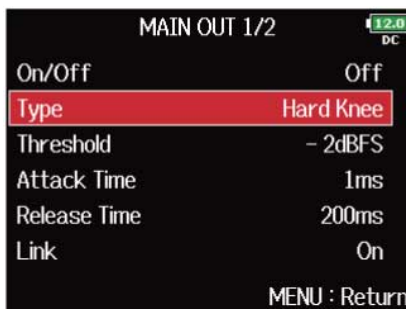 MAIN OUT 1/2
12.0
DC
On/Off Off
Type Hard Knee
Threshold – 2dBFS
Attack Time 1ms
Release Time 200ms
Link On
MENU : Return